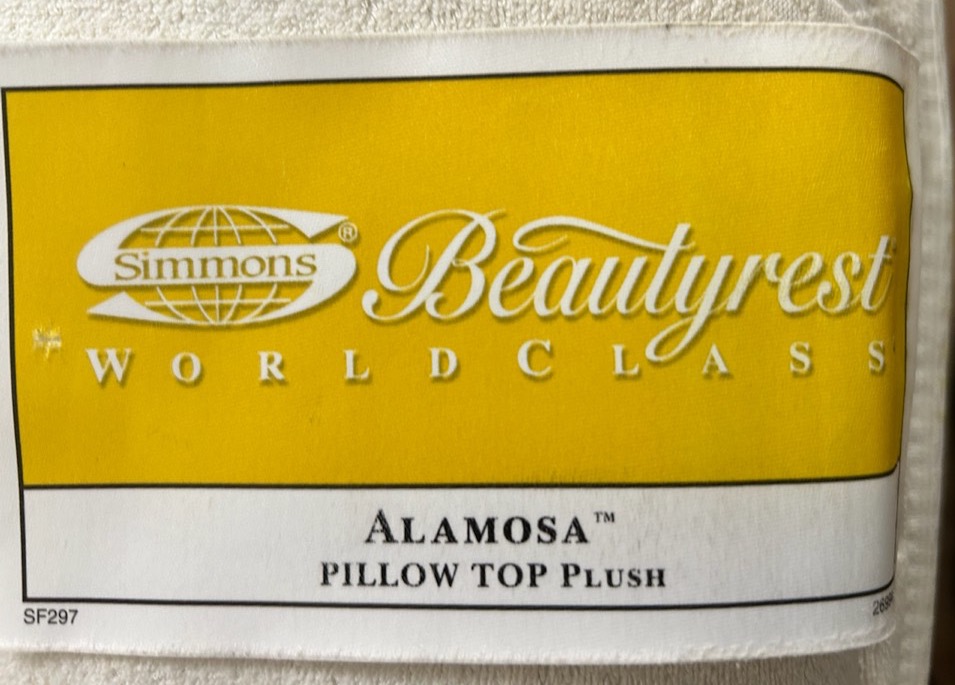 Simmons® Beautyrest
WORLDCLASS
ALAMOSA™
PILLOW TOP PLUSH
SF297